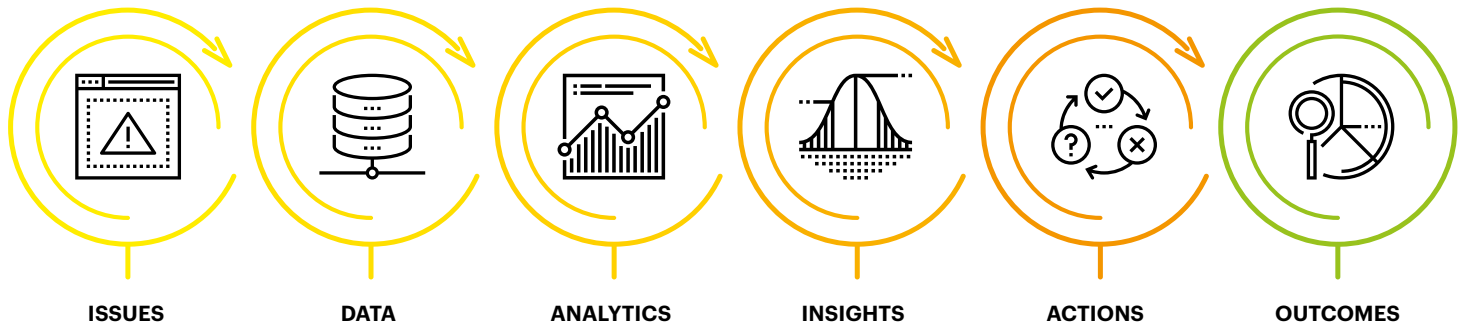 ISSUES
DATA
ANALYTICS
INSIGHTS
ACTIONS
OUTCOMES